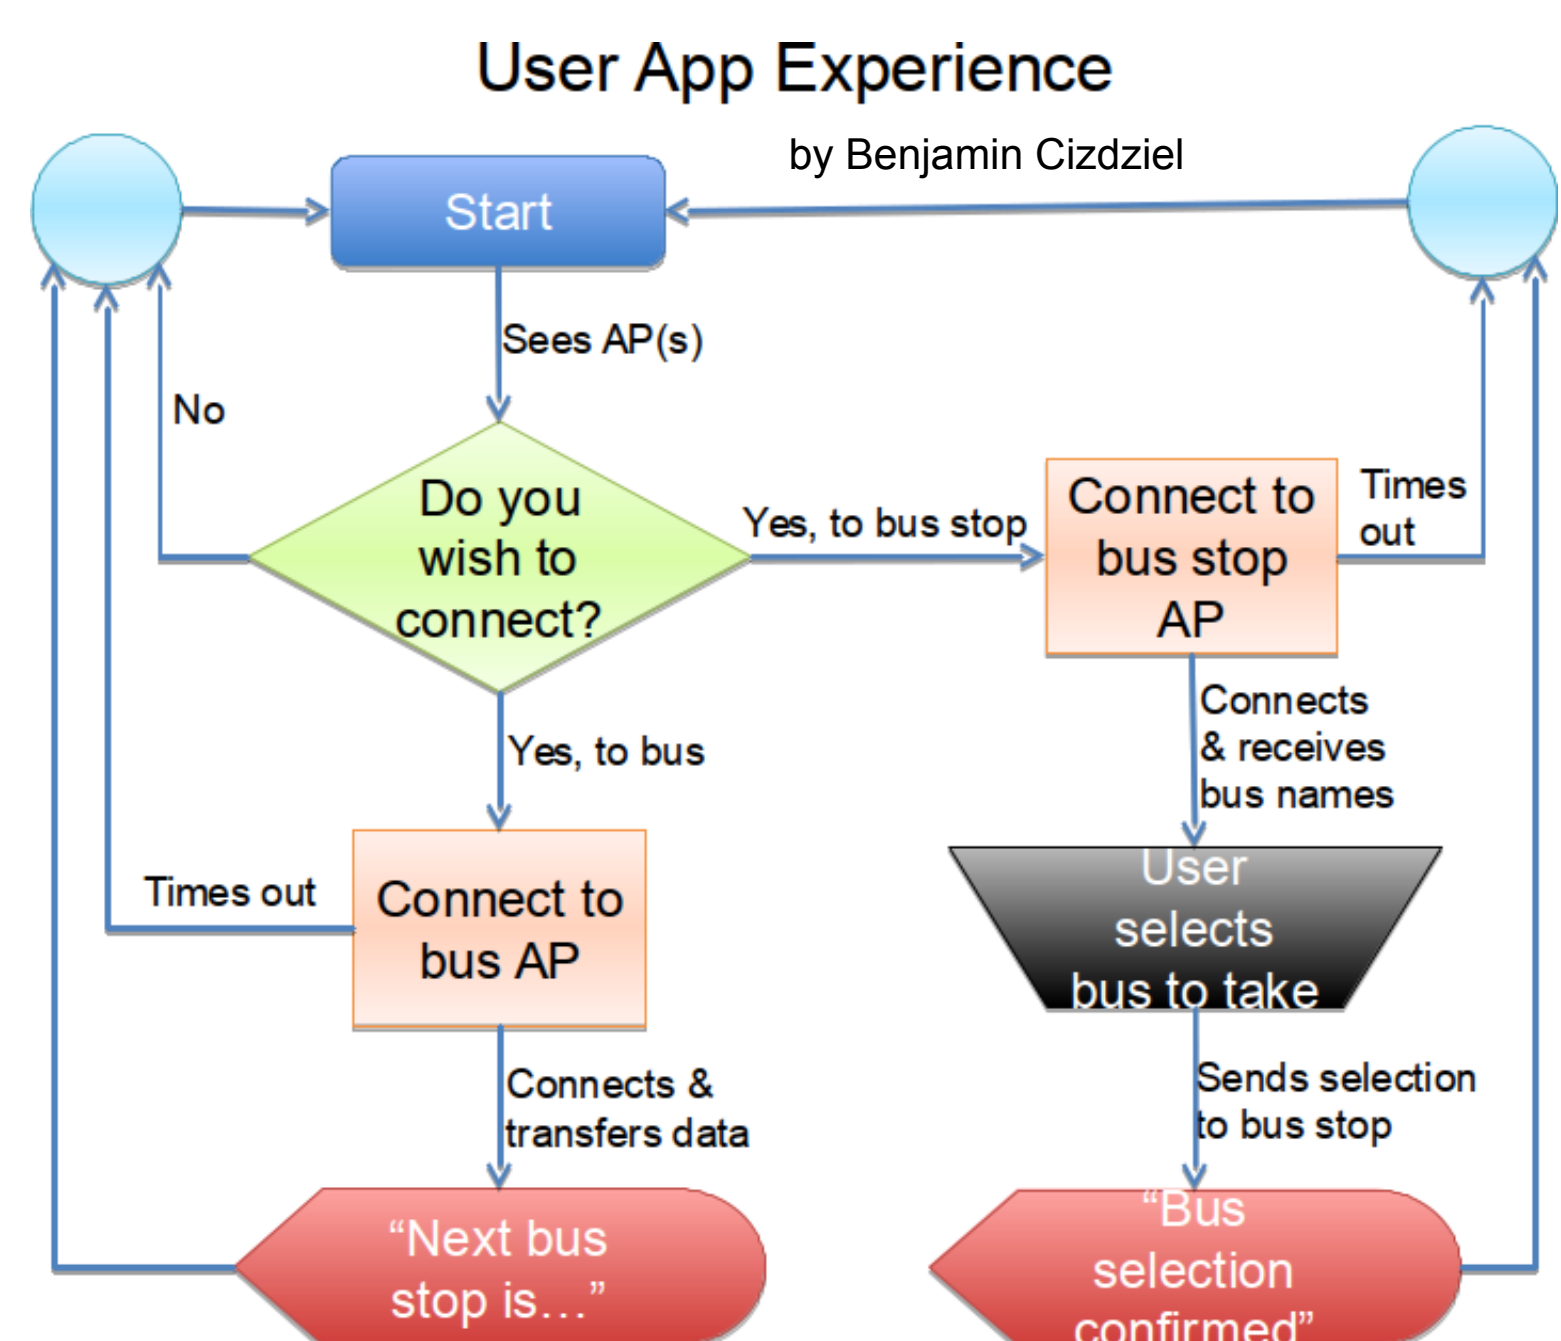 User App Experience
by Benjamin Cizdziel
Start
Sees AP(s)
No
Do you
wish to
connect?
Yes, to bus stop
Connect to
bus stop
AP
Times
out
Connects
& receives
bus names
Yes, to bus
User
selects
bus to take
Times out
Connect to
bus AP
Sends selection
to bus stop
Connects &
transfers data
“Next bus
stop is…”
“Bus
selection
confirmed”